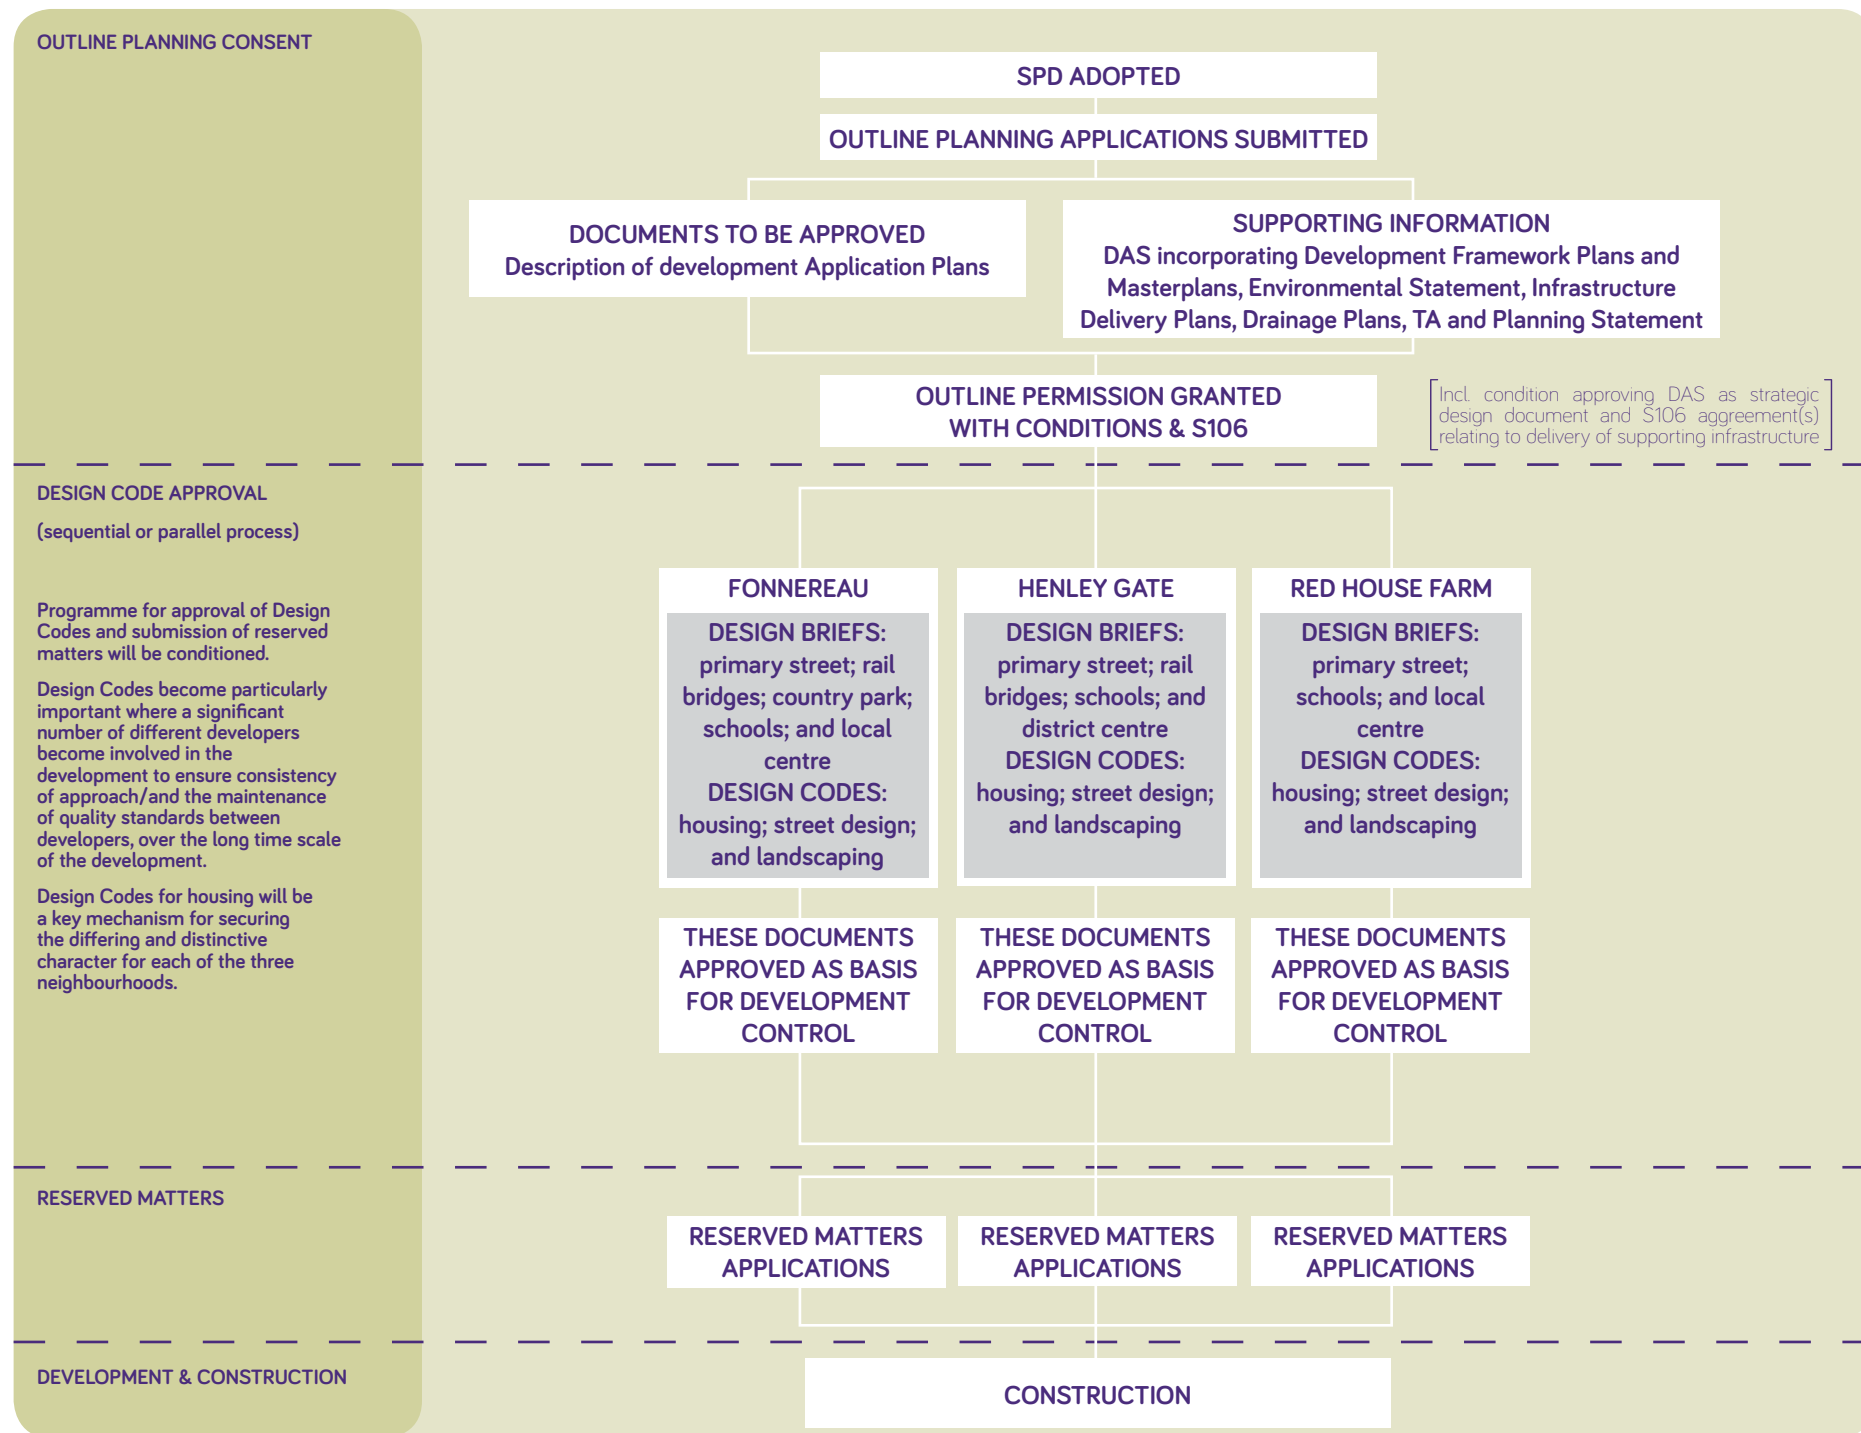 OUTLINE PLANNING CONSENT
SPD ADOPTED
OUTLINE PLANNING APPLICATIONS SUBMITTED
DOCUMENTS TO BE APPROVED
Description of development Application Plans
SUPPORTING INFORMATION
DAS incorporating Development Framework Plans and
Masterplans, Environmental Statement, Infrastructure
Delivery Plans, Drainage Plans, TA and Planning Statement
OUTLINE PERMISSION GRANTED
WITH CONDITIONS & S106
Incl. condition approving DAS as strategic
design document and S106 aggreement(s)
relating to delivery of supporting infrastructure
DESIGN CODE APPROVAL
(sequential or parallel process)
Programme for approval of Design
Codes and submission of reserved
matters will be conditioned.
Design Codes become particularly
important where a significant
number of different developers
become involved in the
development to ensure consistency
of approach/and the maintenance
of quality standards between
developers, over the long time scale
of the development.
Design Codes for housing will be
a key mechanism for securing
the differing and distinctive
character for each of the three
neighbourhoods.
FONNEREAU
DESIGN BRIEFS:
primary street; rail
bridges; country park;
schools; and local
centre
DESIGN CODES:
housing; street design;
and landscaping
HENLEY GATE
DESIGN BRIEFS:
primary street; rail
bridges; schools; and
district centre
DESIGN CODES:
housing; street design;
and landscaping
RED HOUSE FARM
DESIGN BRIEFS:
primary street;
schools; and local
centre
DESIGN CODES:
housing; street design;
and landscaping
THESE DOCUMENTS
APPROVED AS BASIS
FOR DEVELOPMENT
CONTROL
THESE DOCUMENTS
APPROVED AS BASIS
FOR DEVELOPMENT
CONTROL
THESE DOCUMENTS
APPROVED AS BASIS
FOR DEVELOPMENT
CONTROL
RESERVED MATTERS
RESERVED MATTERS
APPLICATIONS
RESERVED MATTERS
APPLICATIONS
RESERVED MATTERS
APPLICATIONS
DEVELOPMENT & CONSTRUCTION
CONSTRUCTION